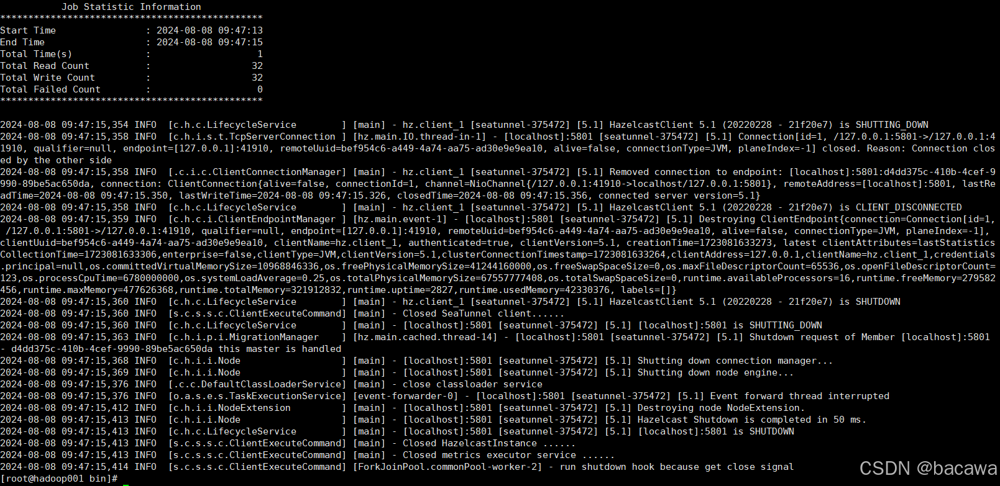 Job Statistic Information
***********************************************
Start Time                : 2024-08-08 09:47:13
End Time                  : 2024-08-08 09:47:15
Total Time(s)             :                   1
Total Read Count          :                  32
Total Write Count         :                  32
Total Failed Count        :                   0
***********************************************
2024-08-08 09:47:15,354 INFO  [c.h.c.LifecycleService        ] [main] - hz.client_1 [seatunnel-375472] [5.1] HazelcastClient 5.1 (20220228 - 21f20e7) is SHUTTING_DOWN
2024-08-08 09:47:15,358 INFO  [c.h.i.s.t.TcpServerConnection ] [hz.main.IO.thread-in-1] - [localhost]:5801 [seatunnel-375472] [5.1] Connection[id=1, /127.0.0.1:5801->/127.0.0.1:4
1910, qualifier=null, endpoint=[127.0.0.1]:41910, remoteUuid=bef954c6-a449-4a74-aa75-ad30e9e9ea10, alive=false, connectionType=JVM, planeIndex=-1] closed. Reason: Connection clos
ed by the other side
2024-08-08 09:47:15,358 INFO  [.c.i.c.ClientConnectionManager] [main] - hz.client_1 [seatunnel-375472] [5.1] Removed connection to endpoint: [localhost]:5801:d4dd375c-410b-4cef-9
990-89be5ac650da, connection: ClientConnection{alive=false, connectionId=1, channel=NioChannel{/127.0.0.1:41910->localhost/127.0.0.1:5801}, remoteAddress=[localhost]:5801, lastRe
adTime=2024-08-08 09:47:15.350, lastWriteTime=2024-08-08 09:47:15.326, closedTime=2024-08-08 09:47:15.356, connected server version=5.1}
2024-08-08 09:47:15,358 INFO  [c.h.c.LifecycleService        ] [main] - hz.client_1 [seatunnel-375472] [5.1] HazelcastClient 5.1 (20220228 - 21f20e7) is CLIENT_DISCONNECTED
2024-08-08 09:47:15,359 INFO  [c.h.c.i.ClientEndpointManager ] [hz.main.event-1] - [localhost]:5801 [seatunnel-375472] [5.1] Destroying ClientEndpoint{connection=Connection[id=1,
 /127.0.0.1:5801->/127.0.0.1:41910, qualifier=null, endpoint=[127.0.0.1]:41910, remoteUuid=bef954c6-a449-4a74-aa75-ad30e9e9ea10, alive=false, connectionType=JVM, planeIndex=-1],
clientUuid=bef954c6-a449-4a74-aa75-ad30e9e9ea10, clientName=hz.client_1, authenticated=true, clientVersion=5.1, creationTime=1723081633273, latest clientAttributes=lastStatistics
CollectionTime=1723081633306,enterprise=false,clientType=JVM,clientVersion=5.1,clusterConnectionTimestamp=1723081633264,clientAddress=127.0.0.1,clientName=hz.client_1,credentials
.principal=null,os.committedVirtualMemorySize=10968846336,os.freePhysicalMemorySize=41244160000,os.freeSwapSpaceSize=0,os.maxFileDescriptorCount=65536,os.openFileDescriptorCount=
123,os.processCpuTime=6780000000,os.systemLoadAverage=0.25,os.totalPhysicalMemorySize=67557777408,os.totalSwapSpaceSize=0,runtime.availableProcessors=16,runtime.freeMemory=279582
456,runtime.maxMemory=477626368,runtime.totalMemory=321912832,runtime.uptime=2827,runtime.usedMemory=42330376, labels=[]}
2024-08-08 09:47:15,360 INFO  [c.h.c.LifecycleService        ] [main] - hz.client_1 [seatunnel-375472] [5.1] HazelcastClient 5.1 (20220228 - 21f20e7) is SHUTDOWN
2024-08-08 09:47:15,360 INFO  [s.c.s.s.c.ClientExecuteCommand] [main] - Closed SeaTunnel client......
2024-08-08 09:47:15,360 INFO  [c.h.c.LifecycleService        ] [main] - [localhost]:5801 [seatunnel-375472] [5.1] [localhost]:5801 is SHUTTING_DOWN
2024-08-08 09:47:15,363 INFO  [c.h.i.p.i.MigrationManager    ] [hz.main.cached.thread-14] - [localhost]:5801 [seatunnel-375472] [5.1] Shutdown request of Member [localhost]:5801
- d4dd375c-410b-4cef-9990-89be5ac650da this master is handled
2024-08-08 09:47:15,368 INFO  [c.h.i.i.Node                  ] [main] - [localhost]:5801 [seatunnel-375472] [5.1] Shutting down connection manager...
2024-08-08 09:47:15,369 INFO  [c.h.i.i.Node                  ] [main] - [localhost]:5801 [seatunnel-375472] [5.1] Shutting down node engine...
2024-08-08 09:47:15,376 INFO  [.c.c.DefaultClassLoaderService] [main] - close classloader service
2024-08-08 09:47:15,376 INFO  [o.a.s.e.s.TaskExecutionService] [event-forwarder-0] - [localhost]:5801 [seatunnel-375472] [5.1] Event forward thread interrupted
2024-08-08 09:47:15,412 INFO  [c.h.i.i.NodeExtension         ] [main] - [localhost]:5801 [seatunnel-375472] [5.1] Destroying node NodeExtension.
2024-08-08 09:47:15,413 INFO  [c.h.i.i.Node                  ] [main] - [localhost]:5801 [seatunnel-375472] [5.1] Hazelcast Shutdown is completed in 50 ms.
2024-08-08 09:47:15,413 INFO  [c.h.c.LifecycleService        ] [main] - [localhost]:5801 [seatunnel-375472] [5.1] [localhost]:5801 is SHUTDOWN
2024-08-08 09:47:15,413 INFO  [s.c.s.s.c.ClientExecuteCommand] [main] - Closed HazelcastInstance ......
2024-08-08 09:47:15,413 INFO  [s.c.s.s.c.ClientExecuteCommand] [main] - Closed metrics executor service ......
2024-08-08 09:47:15,414 INFO  [s.c.s.s.c.ClientExecuteCommand] [ForkJoinPool.commonPool-worker-2] - run shutdown hook because get close signal
[root@hadoop001 bin]#
CSDN @bacawa